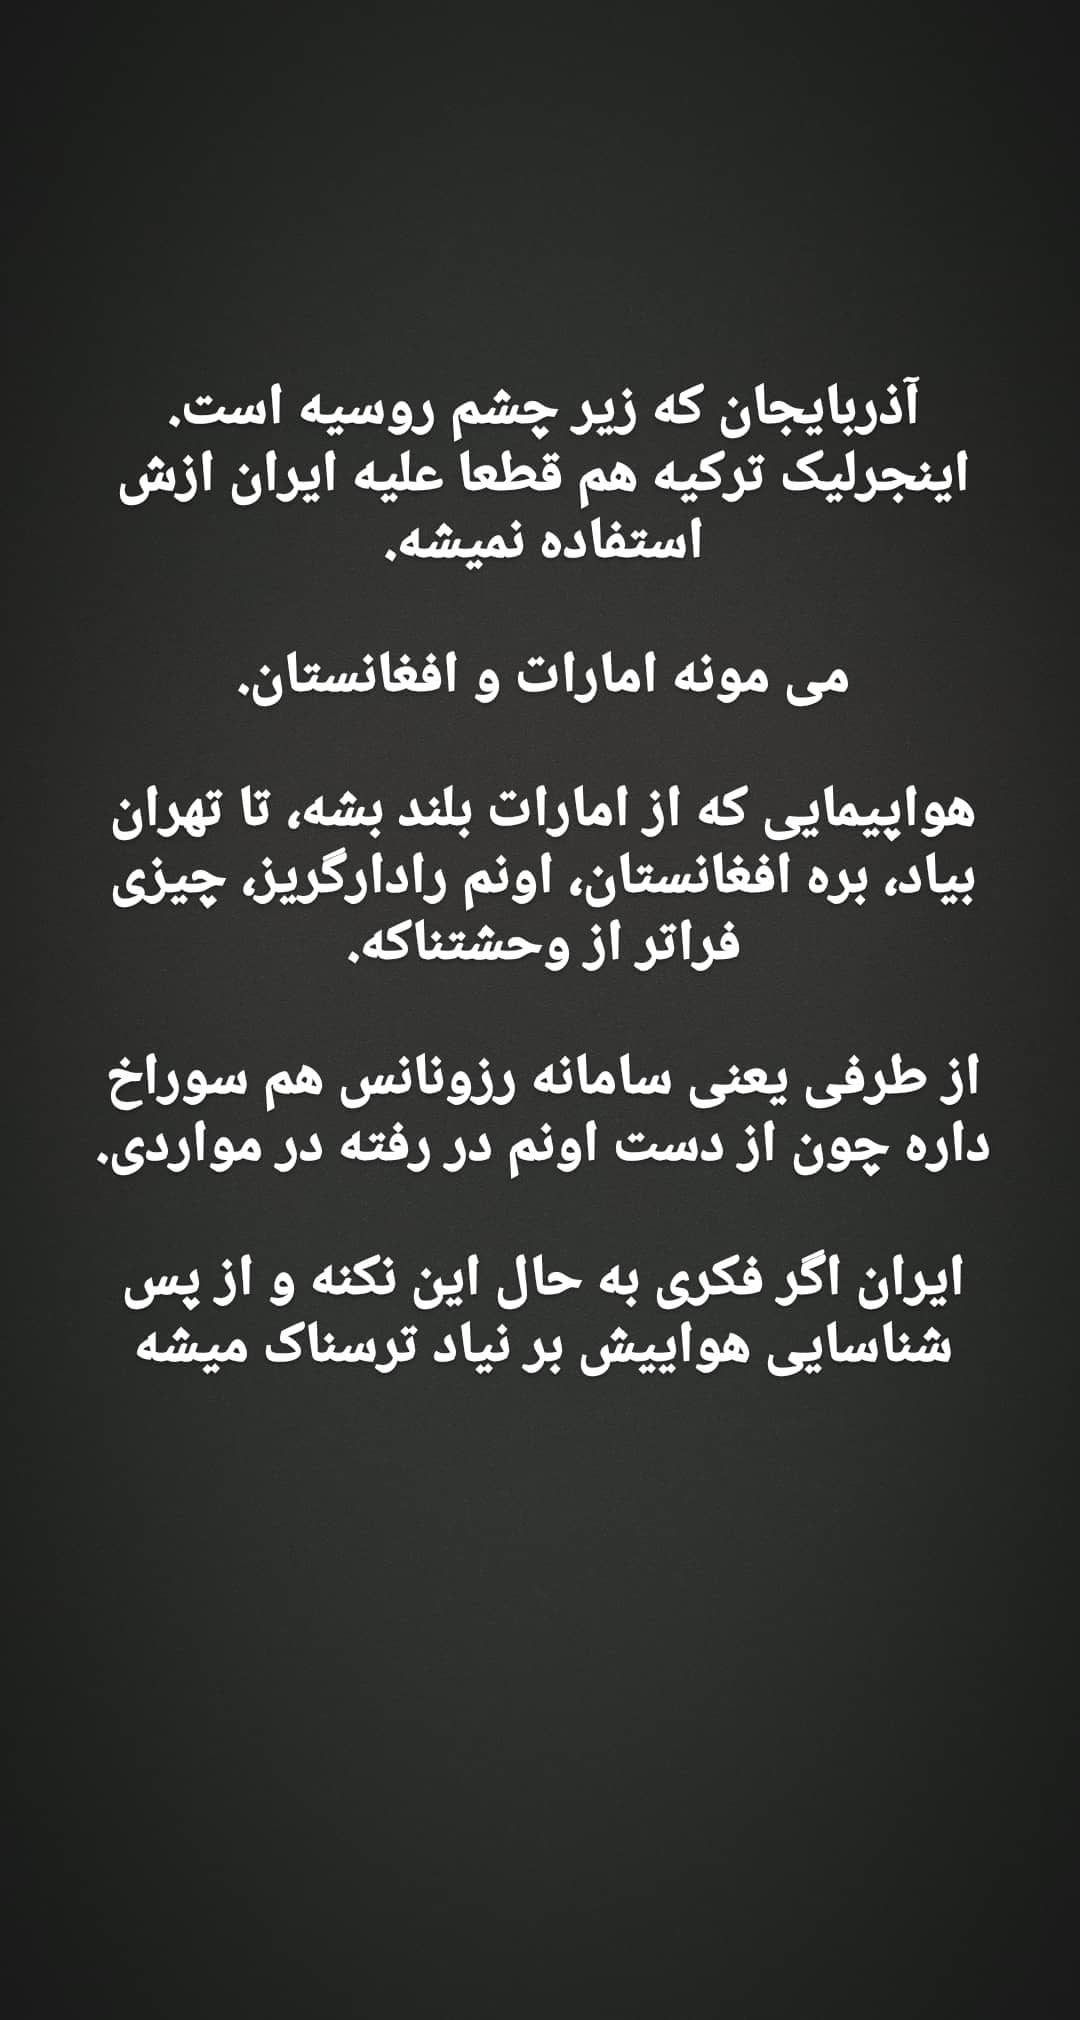 آذربایجان که زیر چشم روسیه است.
اینجرلیک ترکیه هم قطعا علیه ایران ازش
استفاده نمیشه.
می مونه امارات و افغانستان.
هواپیمایی که از امارات بلند بشه، تا تهران
بیاد، بره افغانستان، اونم رادارگریز، چیزی
فراتر از وحشتناکه.
از طرفی یعنی سامانه رزونانس هم سوراخ
داره چون از دست اونم در رفته در مواردی.
ایران اگر فکری به حال این نکنه و از پس
شناسایی هواییش بر نیاد ترسناک میشه